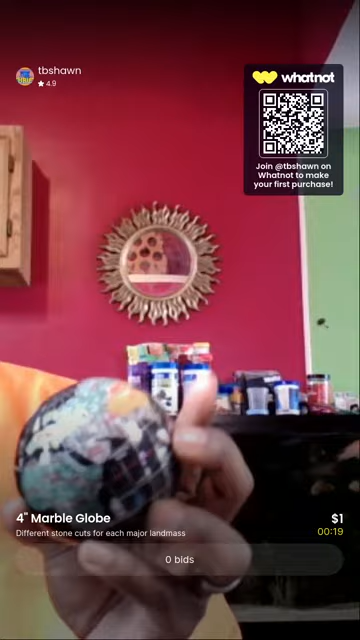 tbshawn
4.9
whatnot
Join @tbshawn on
Whatnot to make
your first purchase!
4" Marble Globe
$1
Different stone cuts for each major landmass
00:19
0 bids